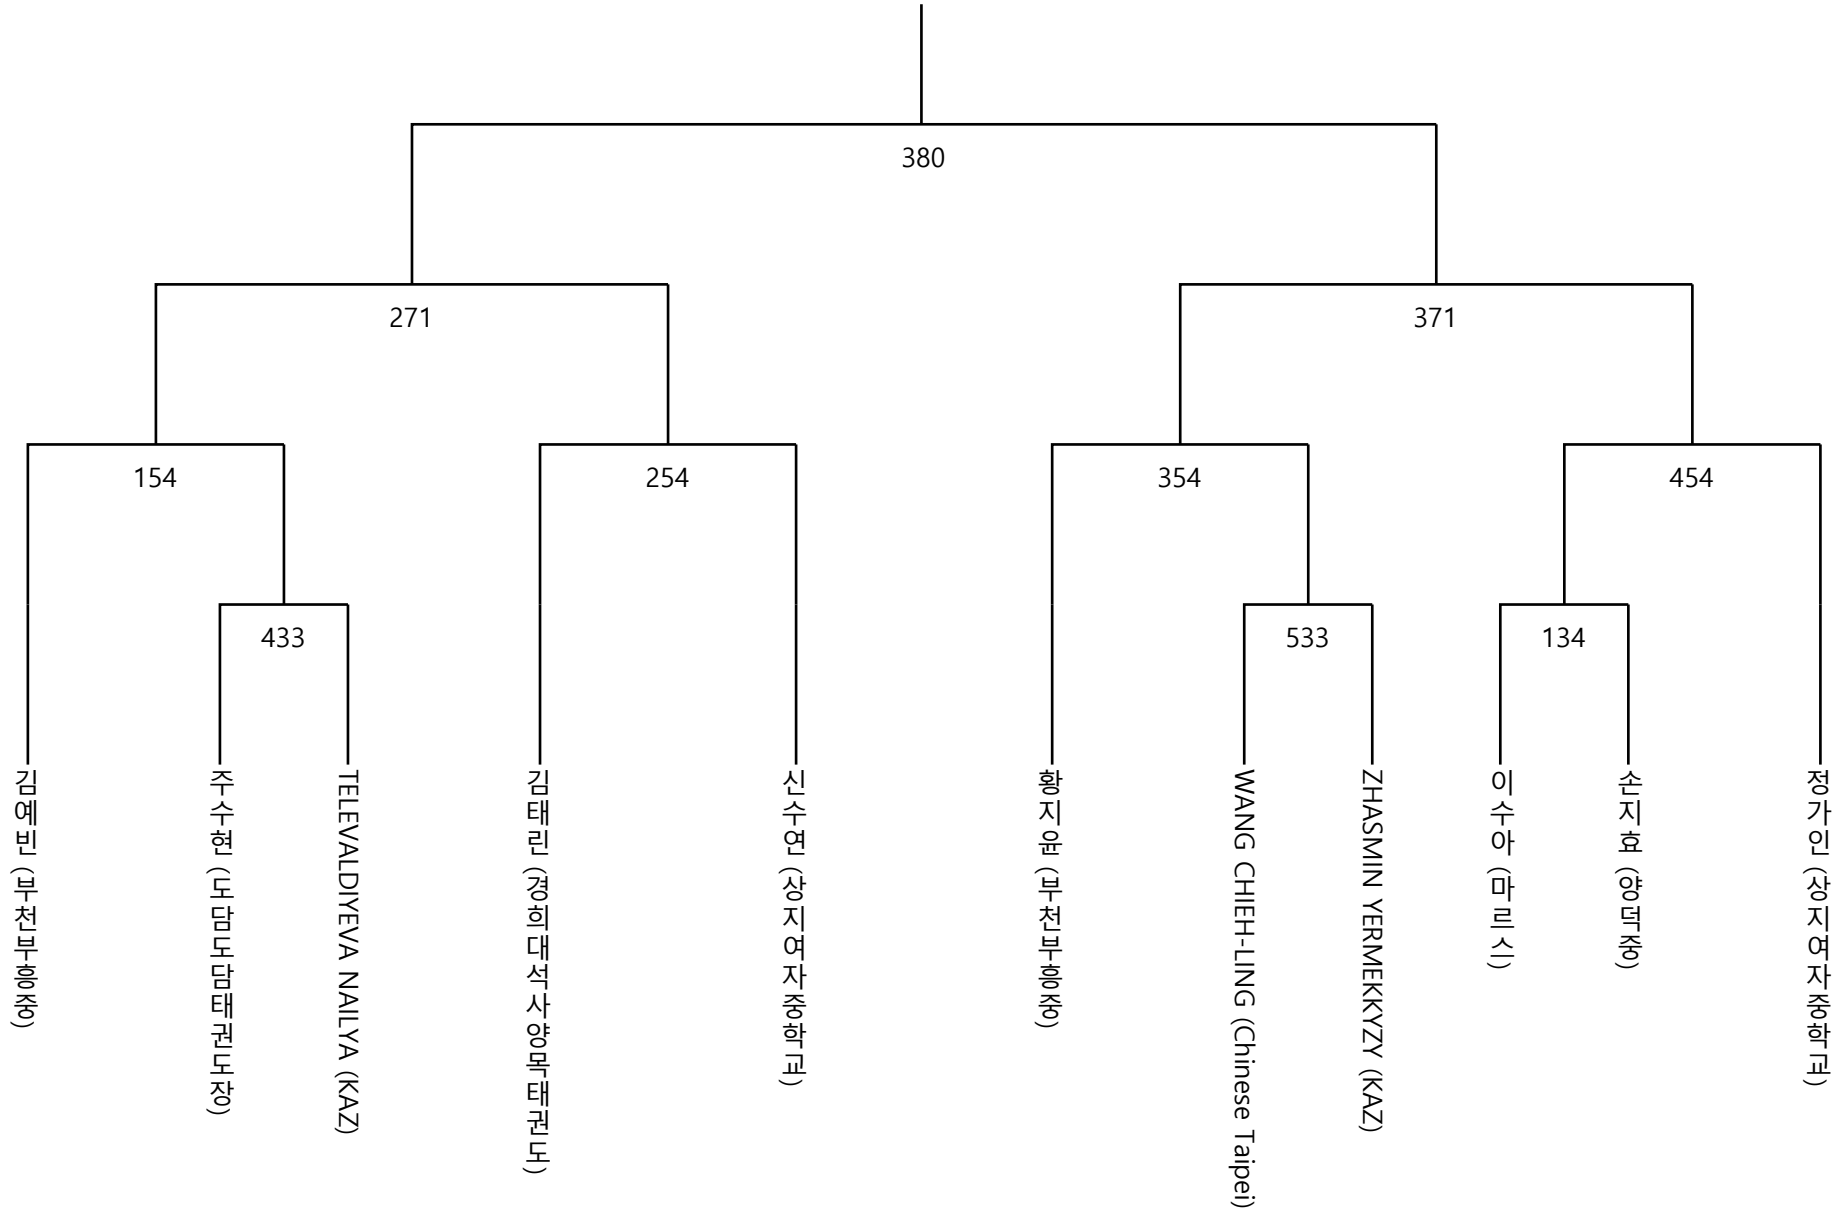 380
271
371
154
254
354
454
433
533
134
김예빈 (부천부흥중)
주수현 (도담도담태권도장)
TELEVALDIYEVA NAILYA (KAZ)
김태린 (경희대석사양목태권도)
신수연 (상지여자중학교)
황지윤 (부천부흥중)
WANG CHIEH-LING (Chinese Taipei)
ZHASMIN YERMEKKYZY (KAZ)
이수아 (마르스)
손지효 (양덕중)
정가인 (상지여자중학교)